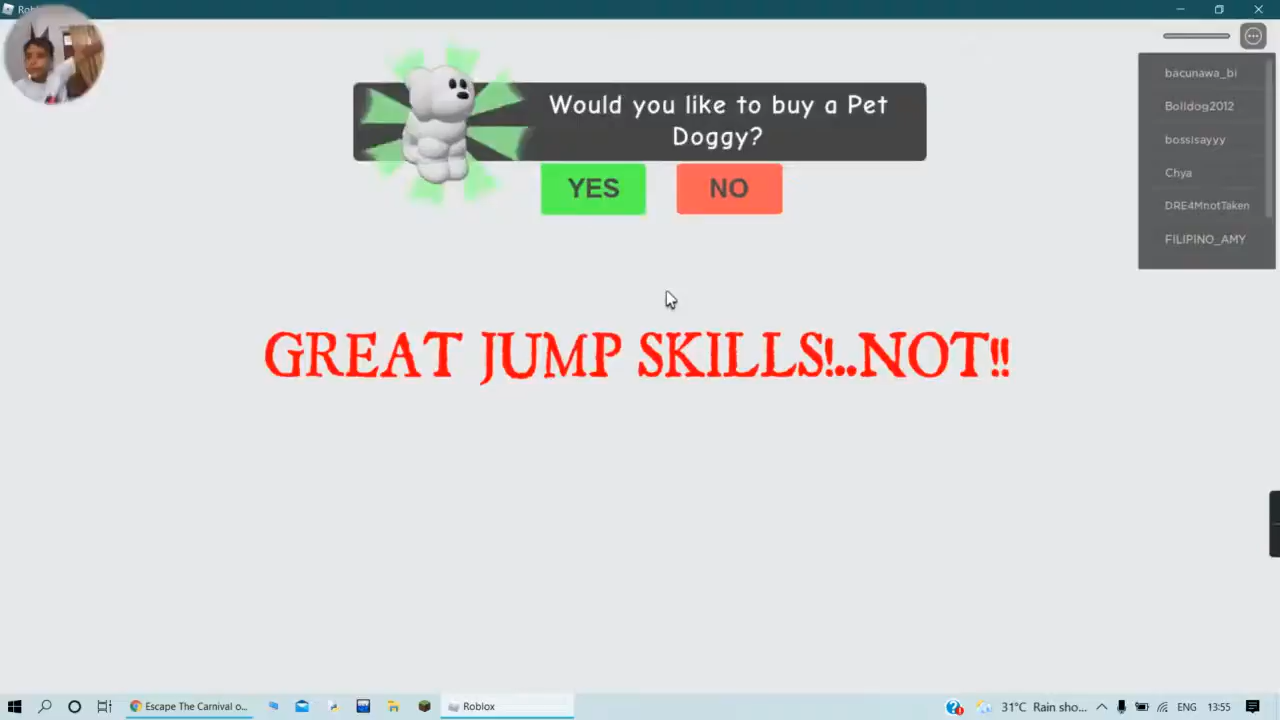 Would you like to buy a Pet
Doggy?
YES
NO
bacunawa_bi
Bolldog2012
bossisayyy
Chya
DRE4MnotTaken
FILIPINO_AMY
GREAT JUMP SKILLS!..NOT!!
Escape The Carnival o...
Roblox
31°C Rain sho...
ENG
13:55